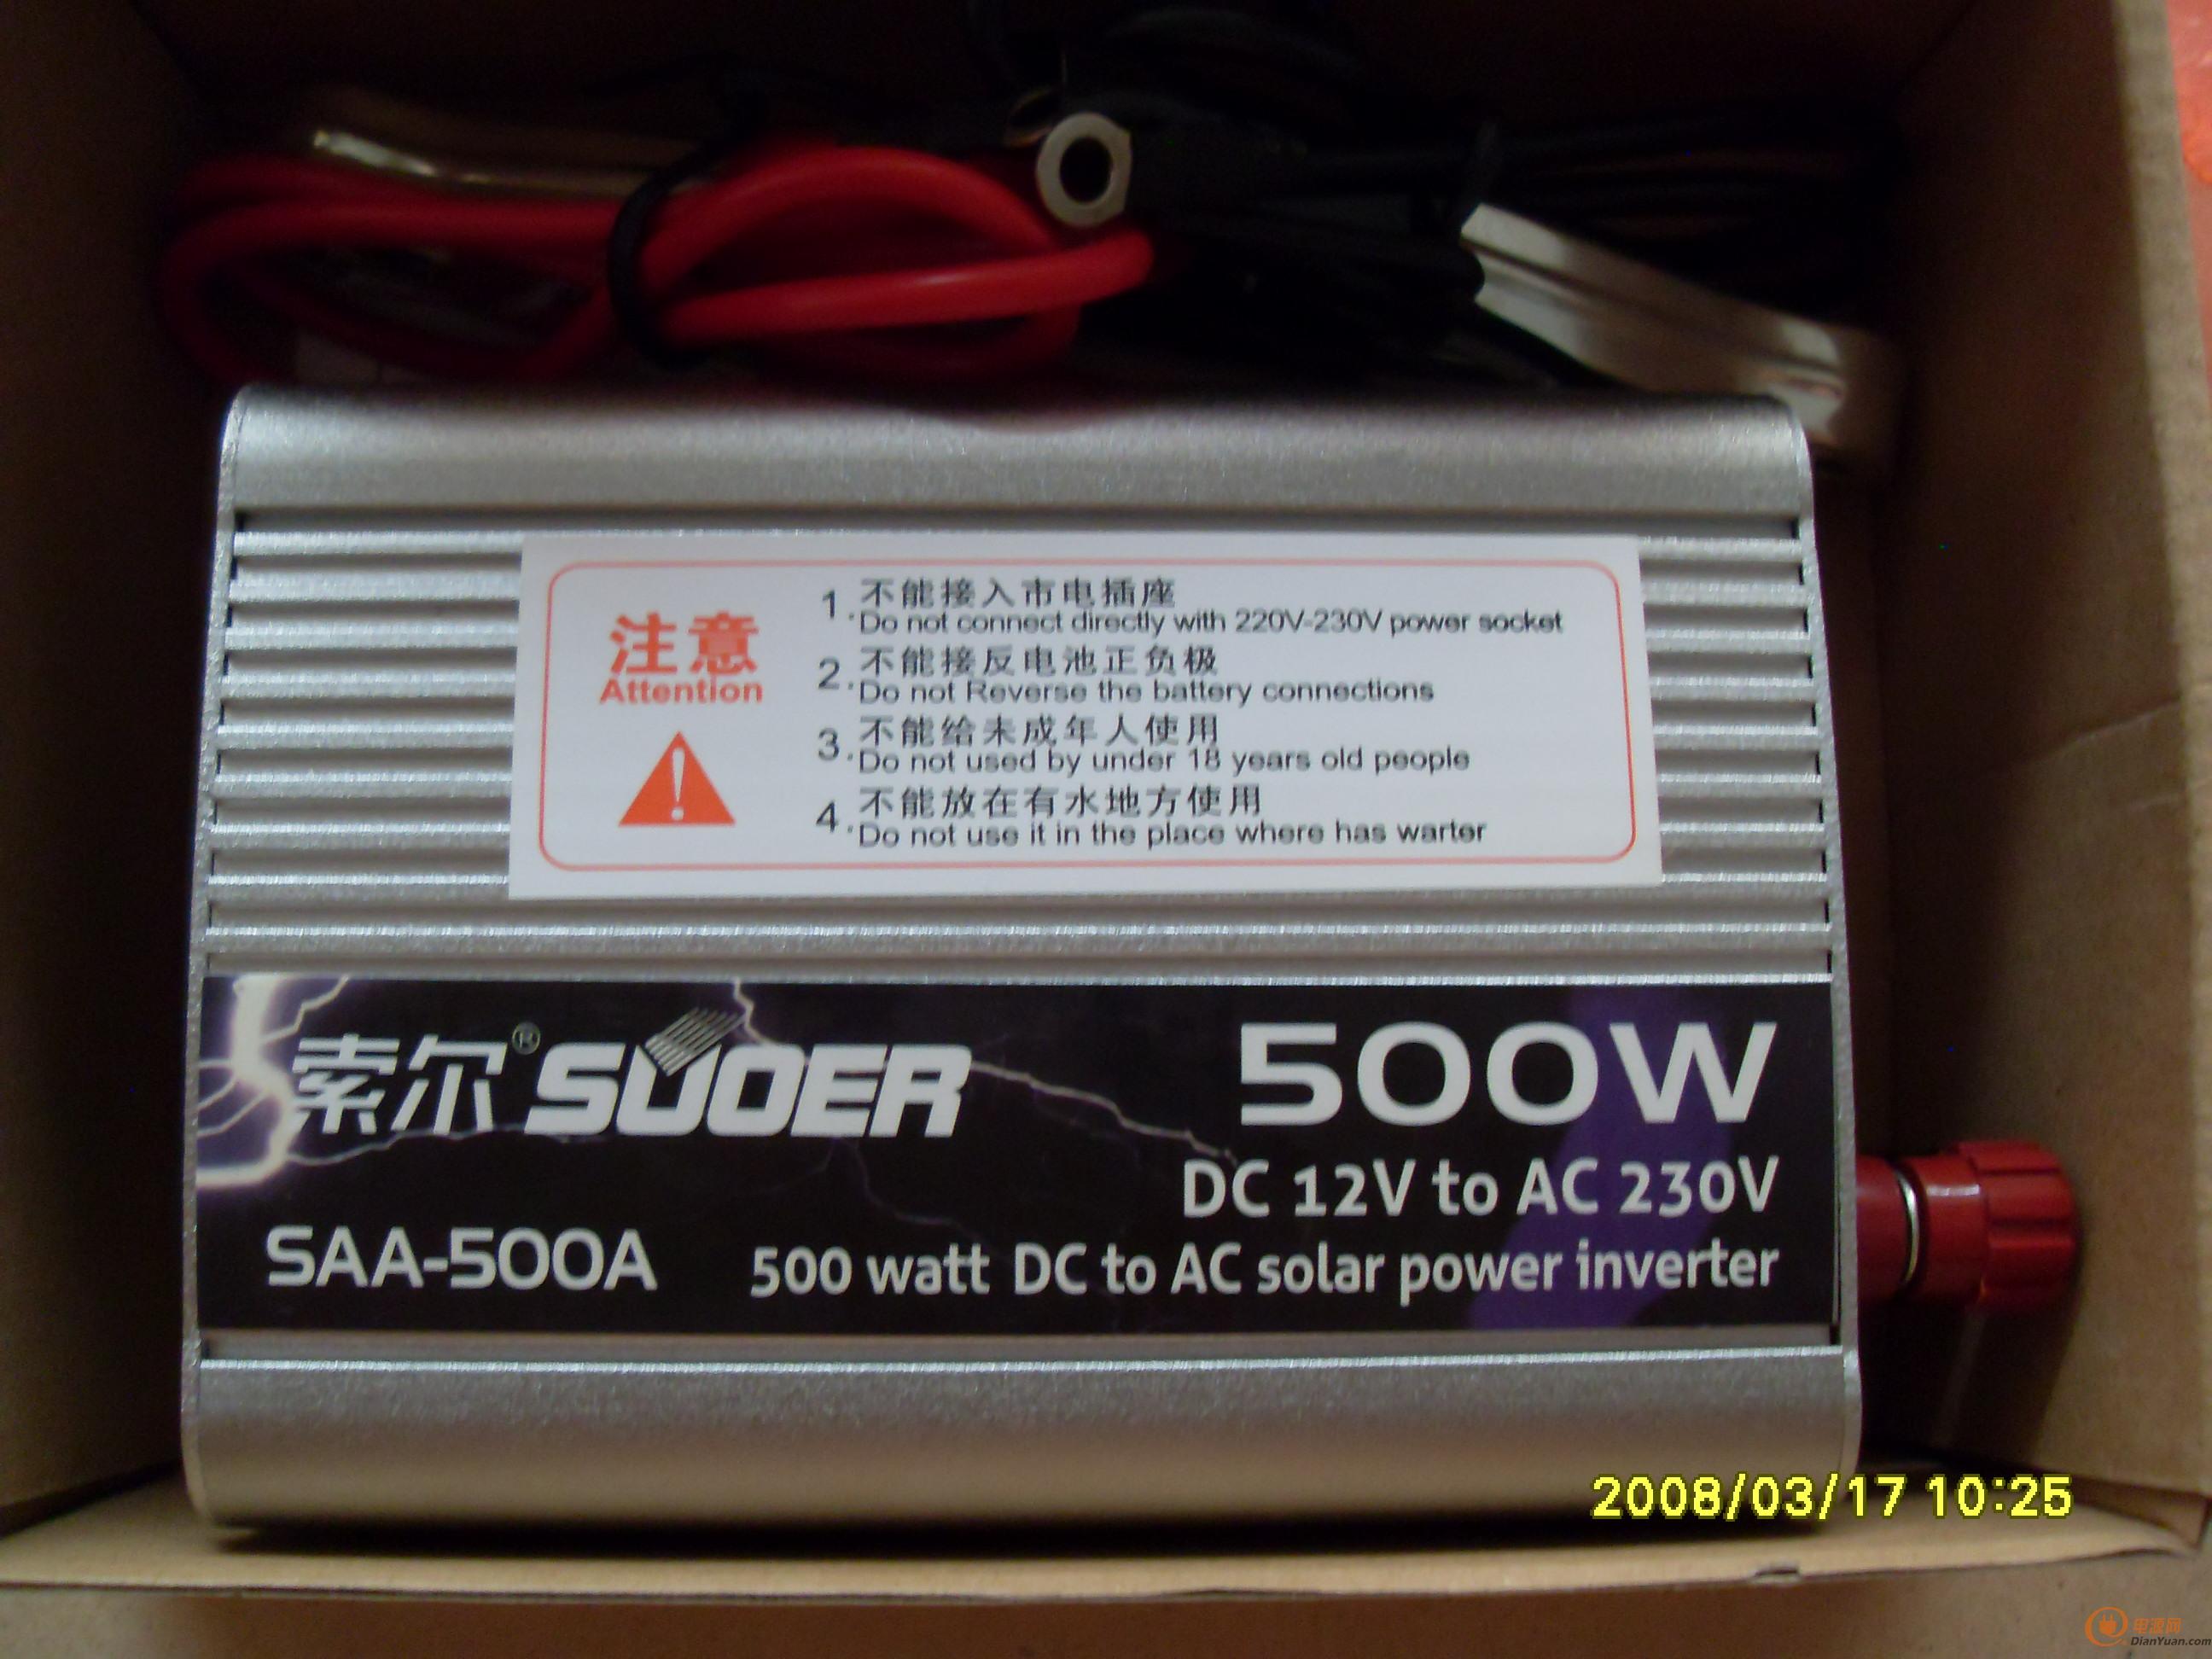 注意
Attention
1. 不能接入市电插座
Do not connect directly with 220V-230V power socket
2. 不能接反电池正负极
Do not Reverse the battery connections
3. 不能给未成年人使用
Do not used by under 18 years old people
4. 不能放在有水地方使用
Do not use it in the place where has warter
索尔® SUOER
500W
DC 12V to AC 230V
SAA-500A
500 watt DC to AC solar power inverter
2008/03/17 10:25
电源网
DianYuan.com